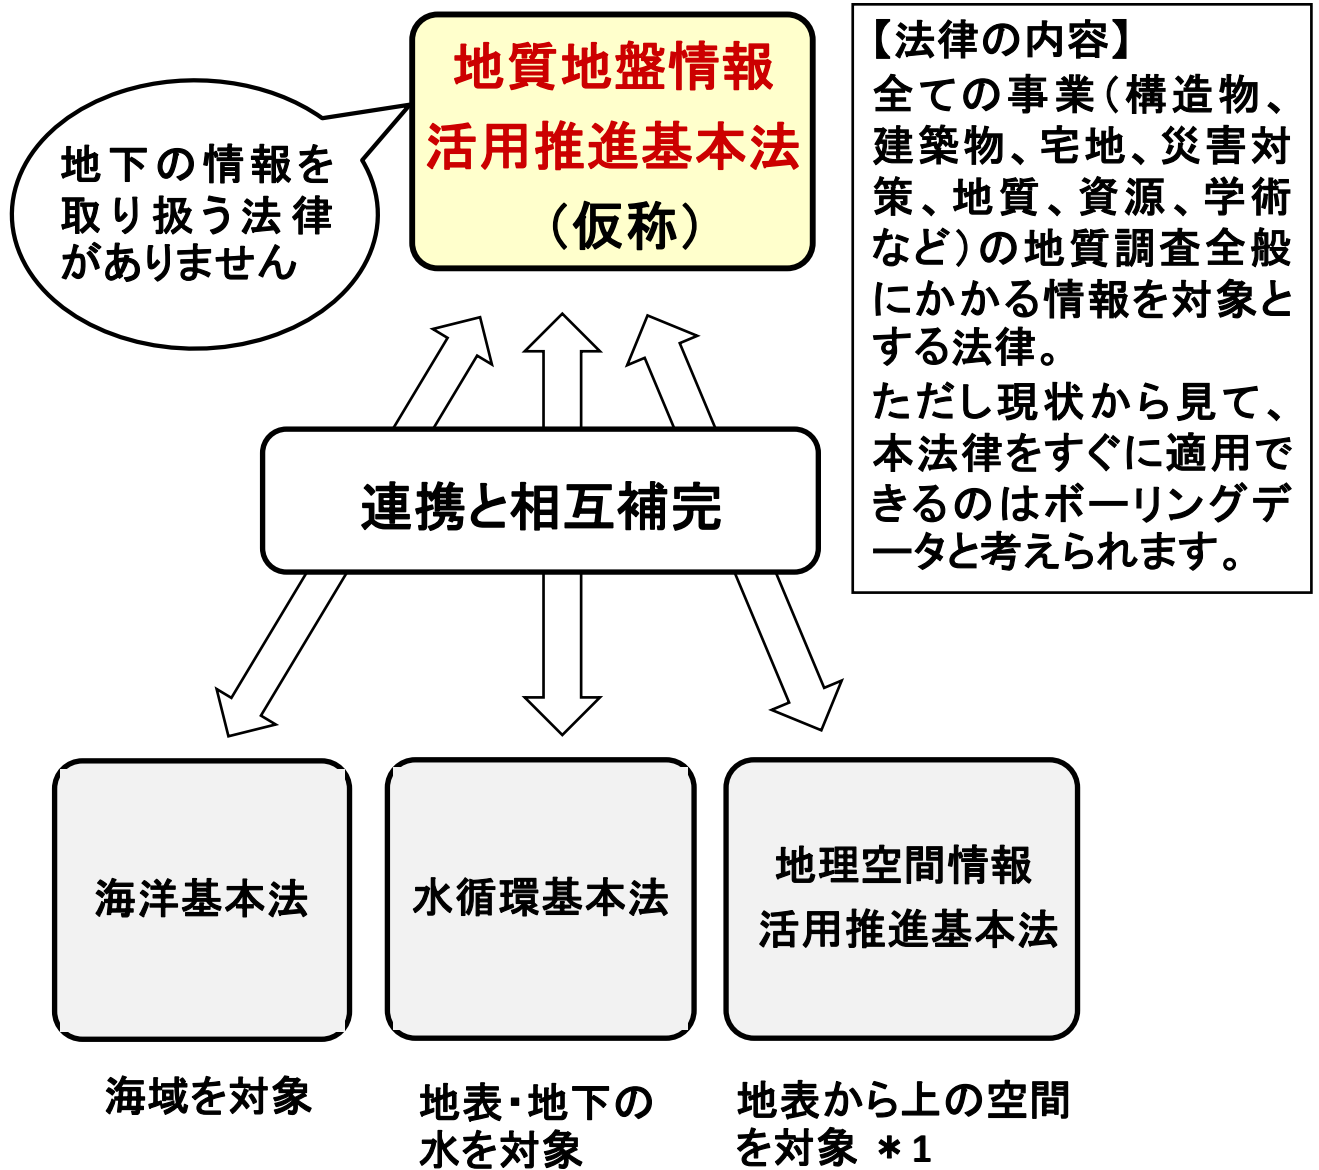 地質地盤情報
活用推進基本法
（仮称）
地下の情報を
取り扱う法律
がありません
【法律の内容】
全ての事業（構造物、
建築物、宅地、災害対
策、地質、資源、学術
など）の地質調査全般
にかかる情報を対象と
する法律。
ただし現状から見て、
本法律をすぐに適用で
きるのはボーリングデ
ータと考えられます。
連携と相互補完
海洋基本法
水循環基本法
地理空間情報
活用推進基本法
海域を対象
地表・地下の
水を対象
地表から上の空間
を対象 ＊1